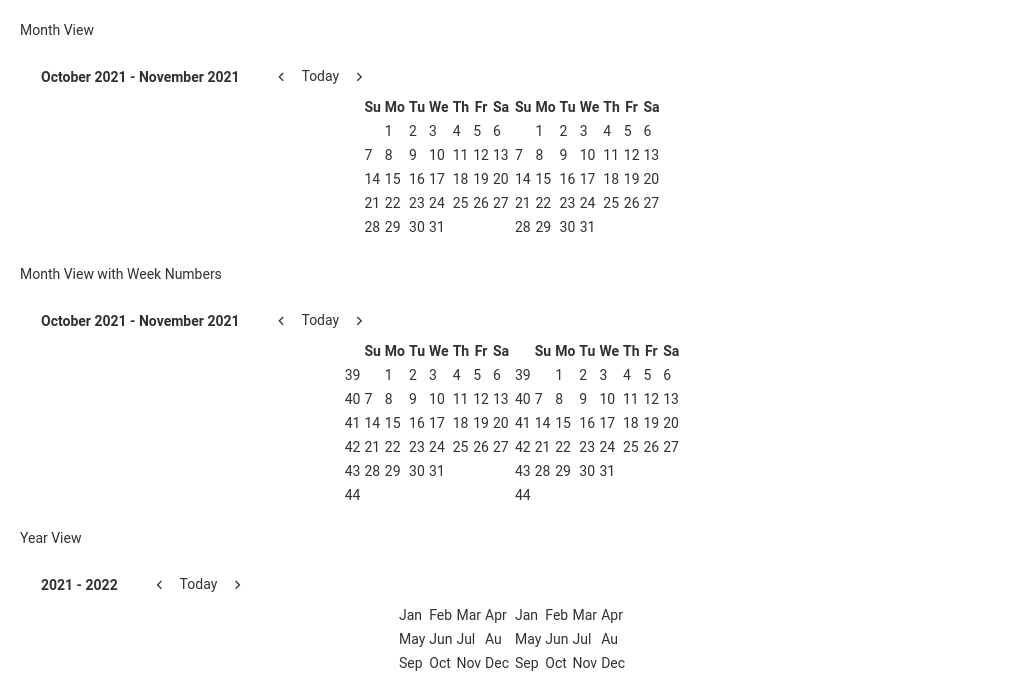 Month View
October 2021 - November 2021 < Today >
Su Mo Tu We Th Fr Sa Su Mo Tu We Th Fr Sa
1 2 3 4 5 6 1 2 3 4 5 6
7 8 9 10 11 12 13 7 8 9 10 11 12 13
14 15 16 17 18 19 20 14 15 16 17 18 19 20
21 22 23 24 25 26 27 21 22 23 24 25 26 27
28 29 30 31 28 29 30 31
Month View with Week Numbers
October 2021 - November 2021 < Today >
Su Mo Tu We Th Fr Sa Su Mo Tu We Th Fr Sa
39 1 2 3 4 5 6 39 1 2 3 4 5 6
40 7 8 9 10 11 12 13 40 7 8 9 10 11 12 13
41 14 15 16 17 18 19 20 41 14 15 16 17 18 19 20
42 21 22 23 24 25 26 27 42 21 22 23 24 25 26 27
43 28 29 30 31 43 28 29 30 31
44 44
Year View
2021 - 2022 < Today >
Jan Feb Mar Apr Jan Feb Mar Apr
May Jun Jul Au May Jun Jul Au
Sep Oct Nov Dec Sep Oct Nov Dec